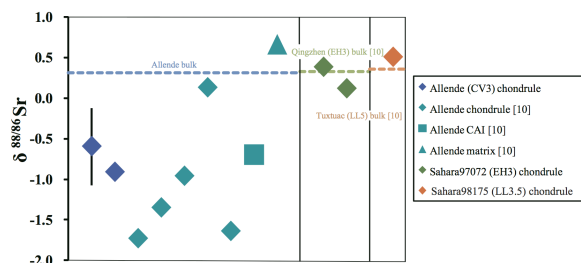 1.0
0.5
0.0
-0.5
-1.0
-1.5
-2.0
δ 88/86Sr
Allende bulk
Qingzhen (EH3) bulk [10]
Tuxtuac (LL5) bulk [10]
Allende (CV3) chondrule
Allende chondrule [10]
Allende CAI [10]
Allende matrix [10]
Sahara97072 (EH3) chondrule
Sahara98175 (LL3.5) chondrule